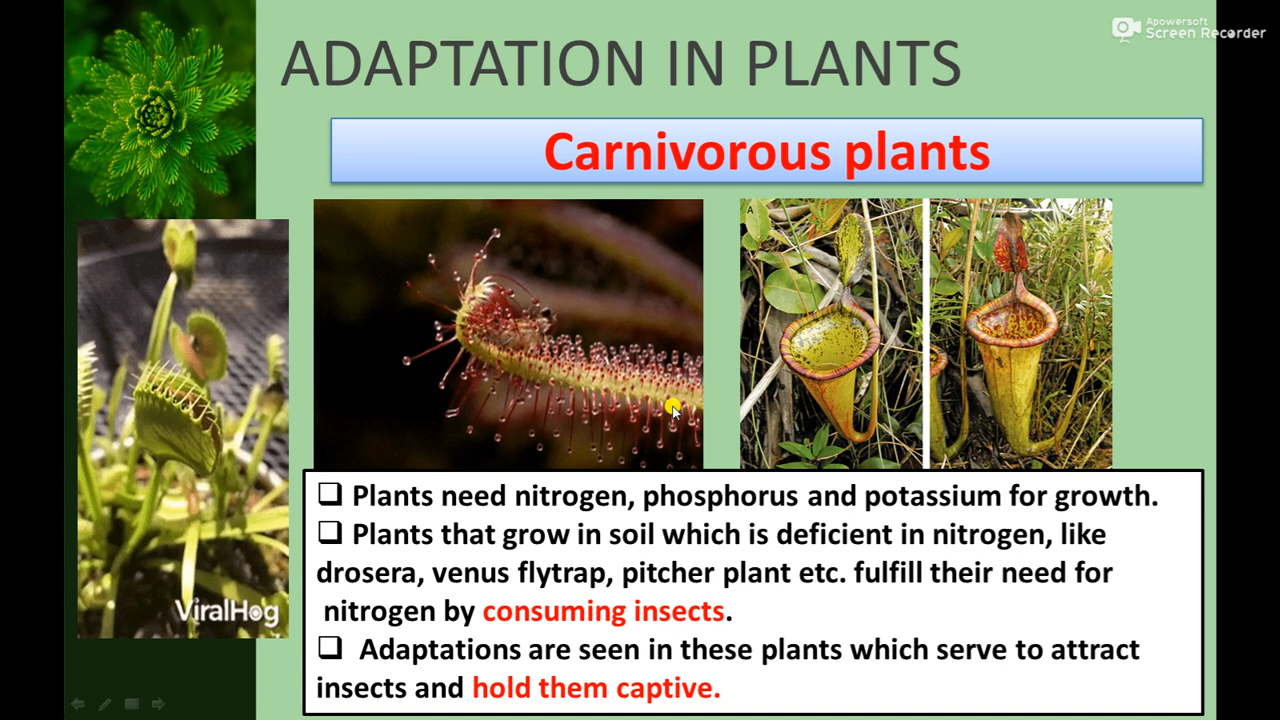 Apowersoft
Screen Recorder
ADAPTATION IN PLANTS
Carnivorous plants
A
ViralHog
❑ Plants need nitrogen, phosphorus and potassium for growth.
❑ Plants that grow in soil which is deficient in nitrogen, like
drosera, venus flytrap, pitcher plant etc. fulfill their need for
nitrogen by consuming insects.
❑ Adaptations are seen in these plants which serve to attract
insects and hold them captive.